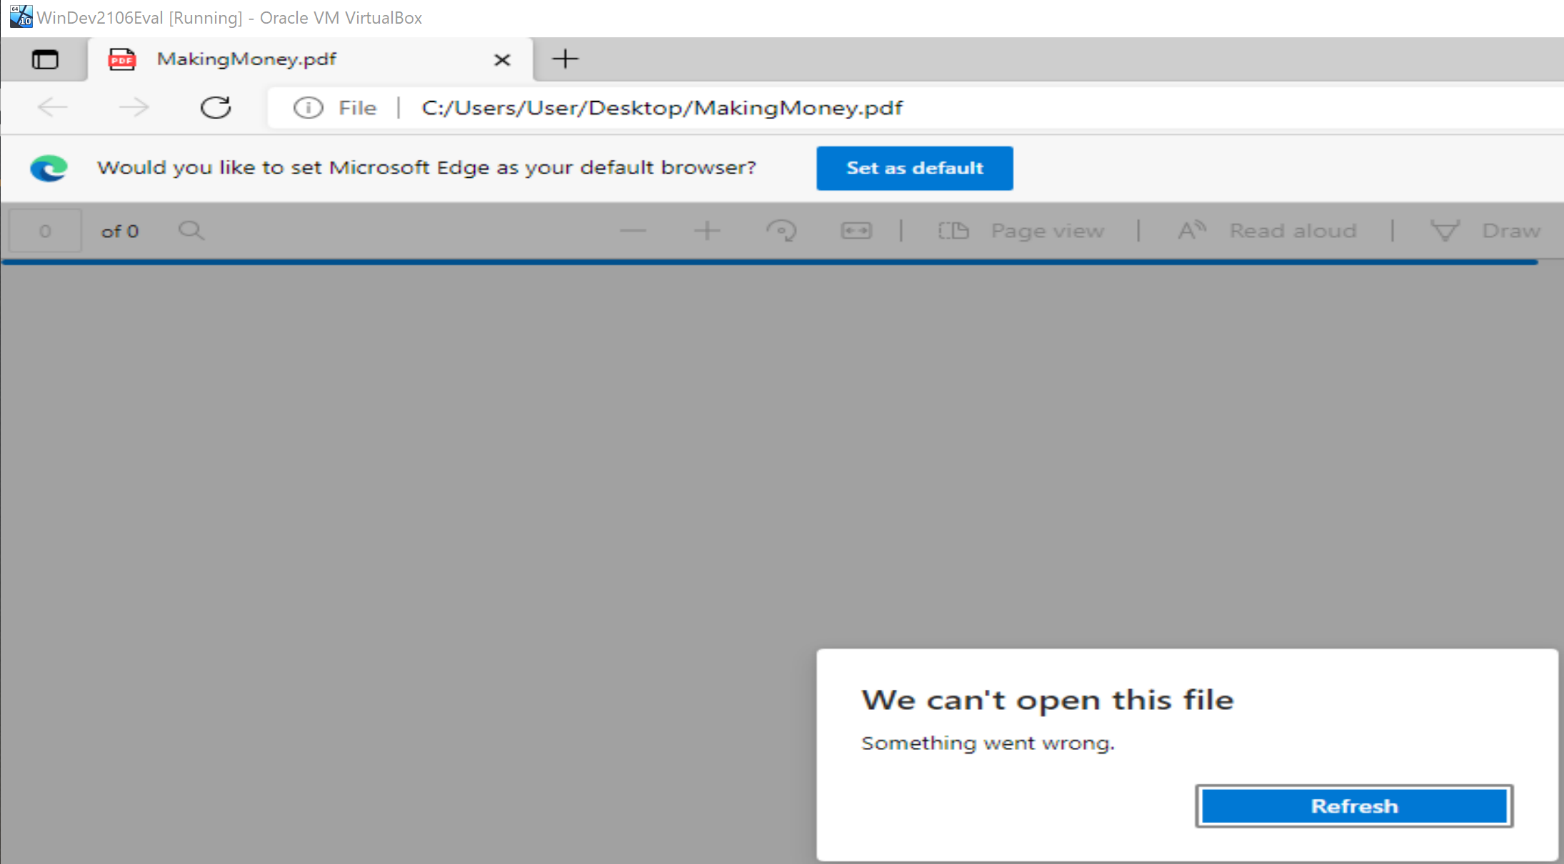 WinDev2106Eval [Running] - Oracle VM VirtualBox
PDF MakingMoney.pdf
File | C:/Users/User/Desktop/MakingMoney.pdf
Would you like to set Microsoft Edge as your default browser? Set as default
0 of 0 Page view | Read aloud | Draw
We can't open this file
Something went wrong.
Refresh